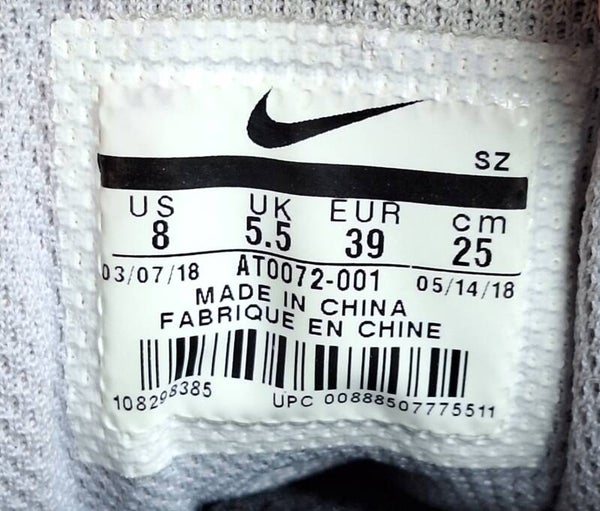 SZ
US UK EUR cm
8 5.5 39 25
03/07/18 AT0072-001 05/14/18
MADE IN CHINA
FABRIQUE EN CHINE
108298385 UPC 00888507775511